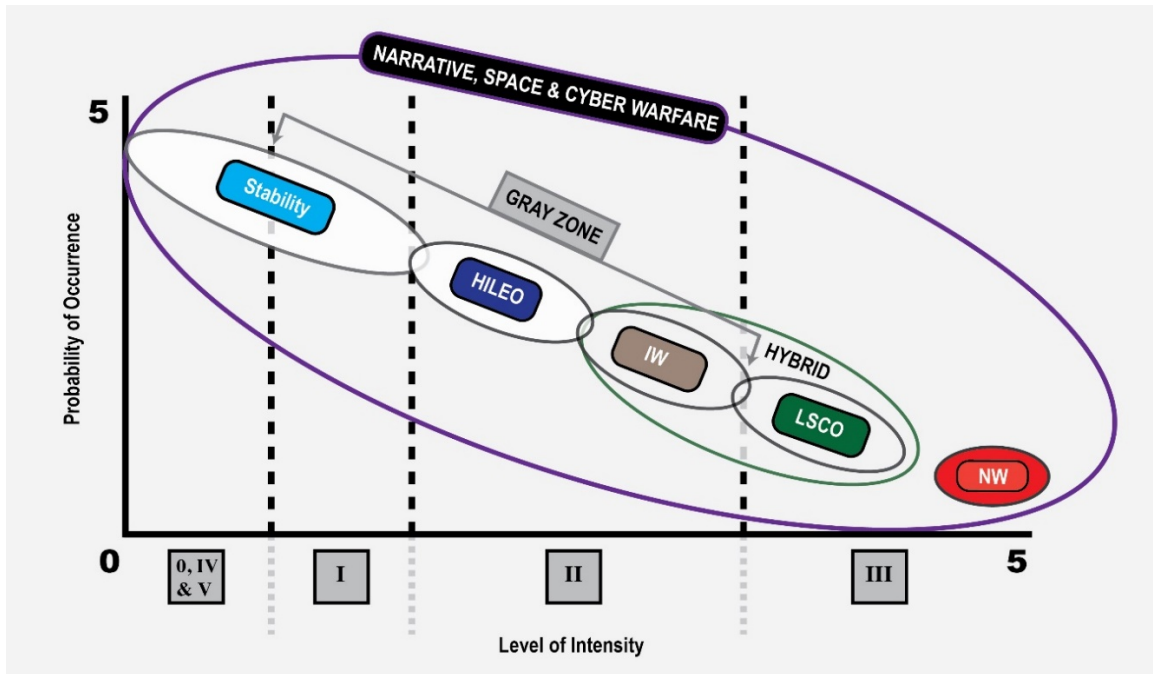 NARRATIVE, SPACE & CYBER WARFARE
5
Stability
GRAY ZONE
HILEO
IW
HYBRID
LSCO
NW
Probability of Occurrence
0
5
0, IV
& V
I
II
III
Level of Intensity